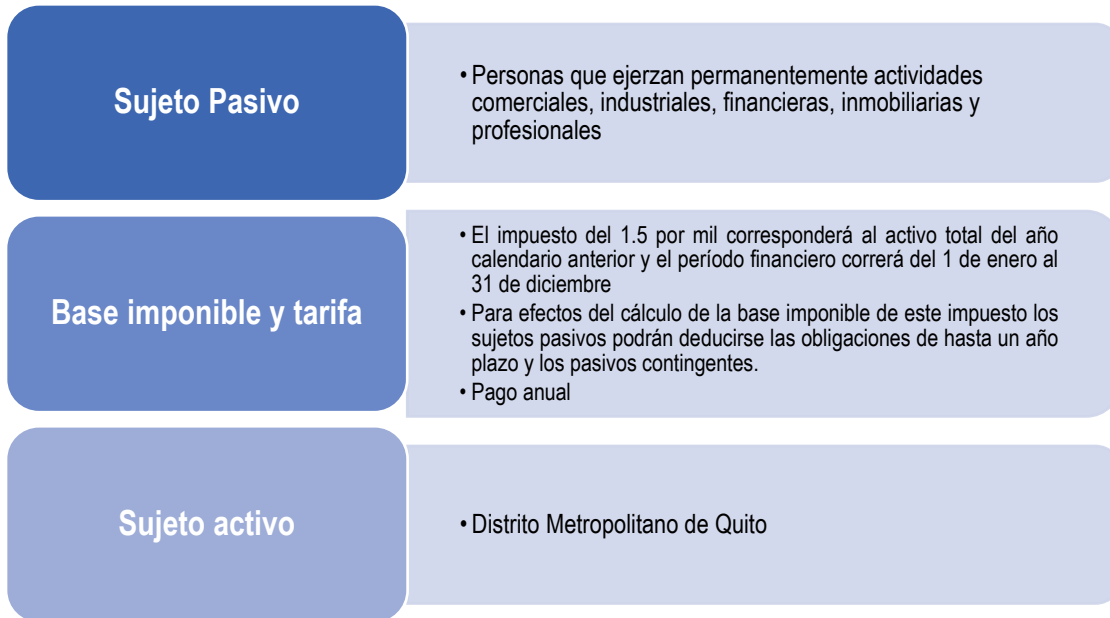 Sujeto Pasivo
• Personas que ejerzan permanentemente actividades
comerciales, industriales, financieras, inmobiliarias y
profesionales
Base imponible y tarifa
• El impuesto del 1.5 por mil corresponderá al activo total del año
calendario anterior y el período financiero correrá del 1 de enero al
31 de diciembre
• Para efectos del cálculo de la base imponible de este impuesto los
sujetos pasivos podrán deducirse las obligaciones de hasta un año
plazo y los pasivos contingentes.
• Pago anual
Sujeto activo
• Distrito Metropolitano de Quito